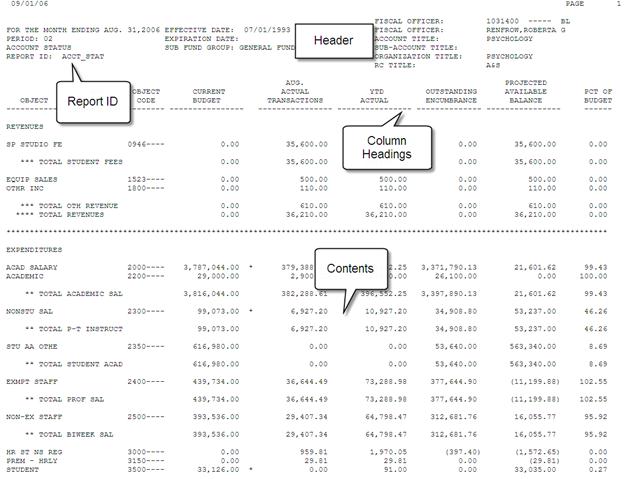 09/01/06 PAGE 1
FISCAL OFFICER: 1031400 ----- BL
FOR THE MONTH ENDING AUG. 31,2006 EFFECTIVE DATE: 07/01/1993 FISCAL OFFICER: RENFROW,ROBERTA G
PERIOD: 02 EXPIRATION DATE: ACCOUNT TITLE: PSYCHOLOGY
ACCOUNT STATUS SUB FUND GROUP: GENERAL FUND SUB-ACCOUNT TITLE:
REPORT ID: ACCT_STAT ORGANIZATION TITLE: PSYCHOLOGY
RC TITLE: A&S
Header
Report ID
AUG. PROJECTED
OBJECT CURRENT ACTUAL YTD OUTSTANDING AVAILABLE PCT OF
OBJECT CODE BUDGET TRANSACTIONS ACTUAL ENCUMBRANCE BALANCE BUDGET
Column
Headings
REVENUES
SP STUDIO FE 0946---- 0.00 35,600.00 0.00 35,600.00 0.00
*** TOTAL STUDENT FEES 0.00 35,600.00 0.00 35,600.00 0.00
EQUIP SALES 1523---- 0.00 500.00 500.00 0.00 500.00 0.00
OTHR INC 1800---- 0.00 110.00 110.00 0.00 110.00 0.00
*** TOTAL OTH REVENUE 0.00 610.00 610.00 0.00 610.00 0.00
**** TOTAL REVENUES 0.00 36,210.00 36,210.00 0.00 36,210.00 0.00
EXPENDITURES
ACAD SALARY 2000---- 3,787,044.00 * 379,388 2.25 3,371,790.13 21,601.62 99.43
ACADEMIC 2200---- 29,000.00 2,900 .00 26,100.00 0.00 100.00
Contents
** TOTAL ACADEMIC SAL 3,816,044.00 382,288.61 396,552.25 3,397,890.13 21,601.62 99.43
NONSTU SAL 2300---- 99,073.00 * 6,927.20 10,927.20 34,908.80 53,237.00 46.26
** TOTAL P-T INSTRUCT 99,073.00 6,927.20 10,927.20 34,908.80 53,237.00 46.26
STU AA OTHE 2350---- 616,980.00 0.00 0.00 53,640.00 563,340.00 8.69
** TOTAL STUDENT ACAD 616,980.00 0.00 0.00 53,640.00 563,340.00 8.69
EXMPT STAFF 2400---- 439,734.00 36,644.49 73,288.98 377,644.90 (11,199.88) 102.55
** TOTAL PROF SAL 439,734.00 36,644.49 73,288.98 377,644.90 (11,199.88) 102.55
NON-EX STAFF 2500---- 393,536.00 29,407.34 64,798.47 312,681.76 16,055.77 95.92
** TOTAL BIWEEK SAL 393,536.00 29,407.34 64,798.47 312,681.76 16,055.77 95.92
HR ST NS REG 3000---- 0.00 959.81 1,970.05 (397.40) (1,572.65) 0.00
PREM - HRLY 3150---- 0.00 29.81 29.81 0.00 (29.81) 0.00
STUDENT 3500---- 33,126.00 * 0.00 91.00 0.00 33,035.00 0.27